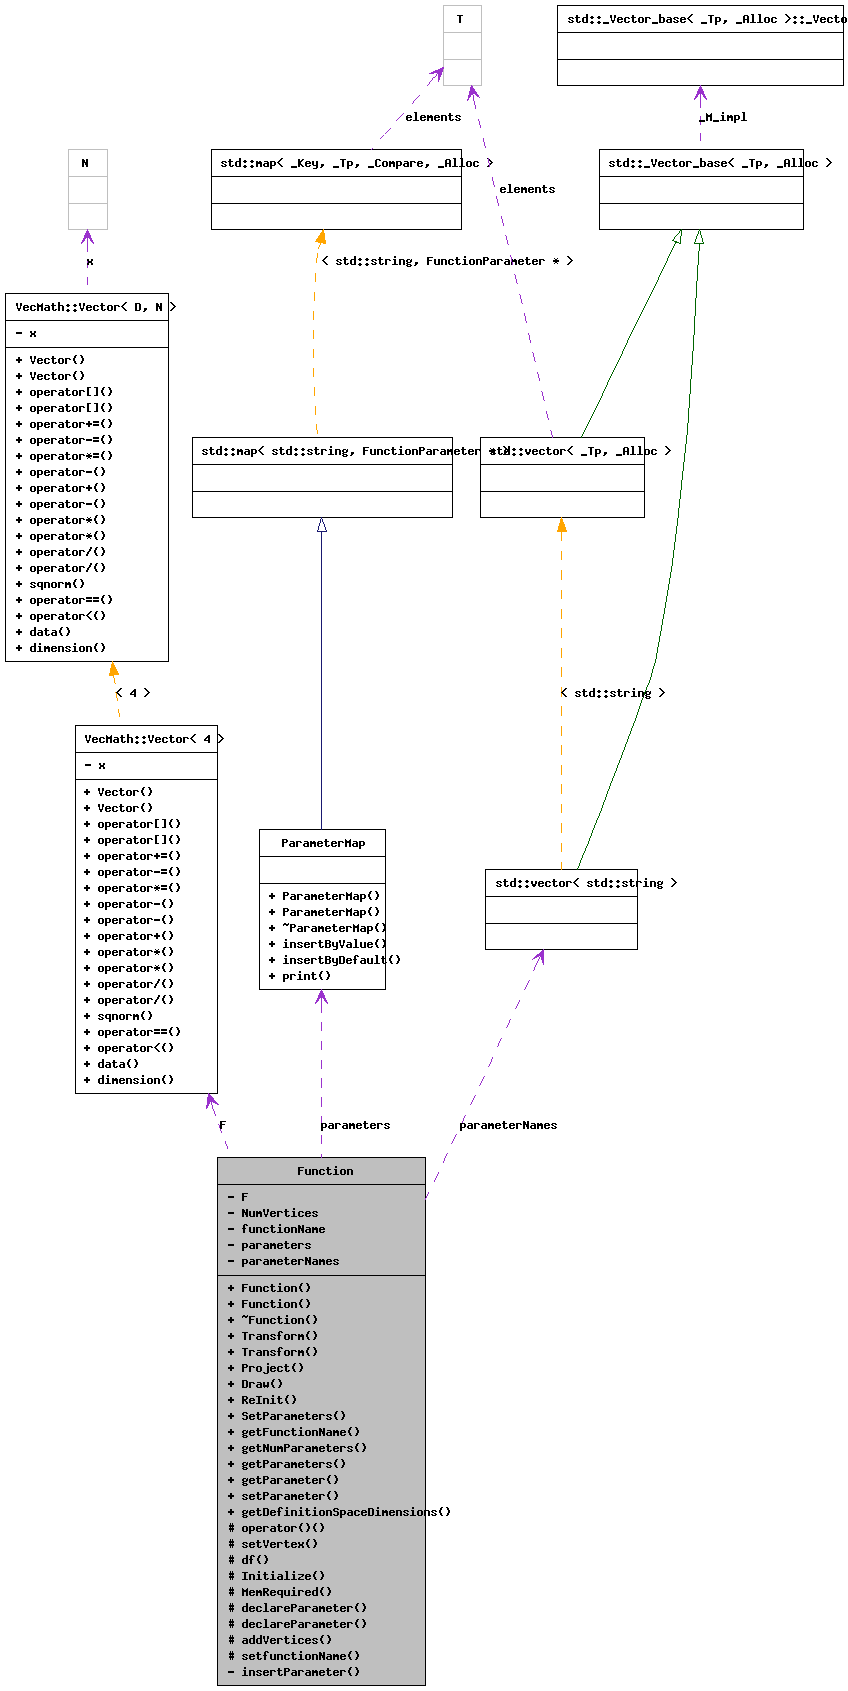 T
std::_Vector_base< _Tp, _Alloc >::_Vecto
elements
_M_impl
N
std::map< _Key, _Tp, _Compare, _Alloc >
std::_Vector_base< _Tp, _Alloc >
elements
x
< std::string, FunctionParameter * >
VecMath::Vector< D, N >
- x
+ Vector()
+ Vector()
+ operator[]()
+ operator[]()
+ operator+=()
+ operator-=()
+ operator*=()
+ operator-()
+ operator+()
+ operator-()
+ operator*()
+ operator*()
+ operator/()
+ operator/()
+ sqnorm()
+ operator==()
+ operator<()
+ data()
+ dimension()
std::map< std::string, FunctionParameter * >
std::vector< _Tp, _Alloc >
< 4 >
< std::string >
VecMath::Vector< 4 >
- x
+ Vector()
+ Vector()
+ operator[]()
+ operator[]()
+ operator+=()
+ operator-=()
+ operator*=()
+ operator-()
+ operator-()
+ operator+()
+ operator*()
+ operator*()
+ operator/()
+ operator/()
+ sqnorm()
+ operator==()
+ operator<()
+ data()
+ dimension()
ParameterMap
+ ParameterMap()
+ ParameterMap()
+ ~ParameterMap()
+ insertByValue()
+ insertByDefault()
+ print()
std::vector< std::string >
F
parameters
parameterNames
Function
- F
- NumVertices
- functionName
- parameters
- parameterNames
+ Function()
+ Function()
+ ~Function()
+ Transform()
+ Transform()
+ Project()
+ Draw()
+ ReInit()
+ SetParameters()
+ getFunctionName()
+ getNumParameters()
+ getParameters()
+ getParameter()
+ setParameter()
+ getDefinitionSpaceDimensions()
# operator()()
# setVertex()
# df()
# Initialize()
# MemRequired()
# declareParameter()
# declareParameter()
# addVertices()
# setfunctionName()
- insertParameter()